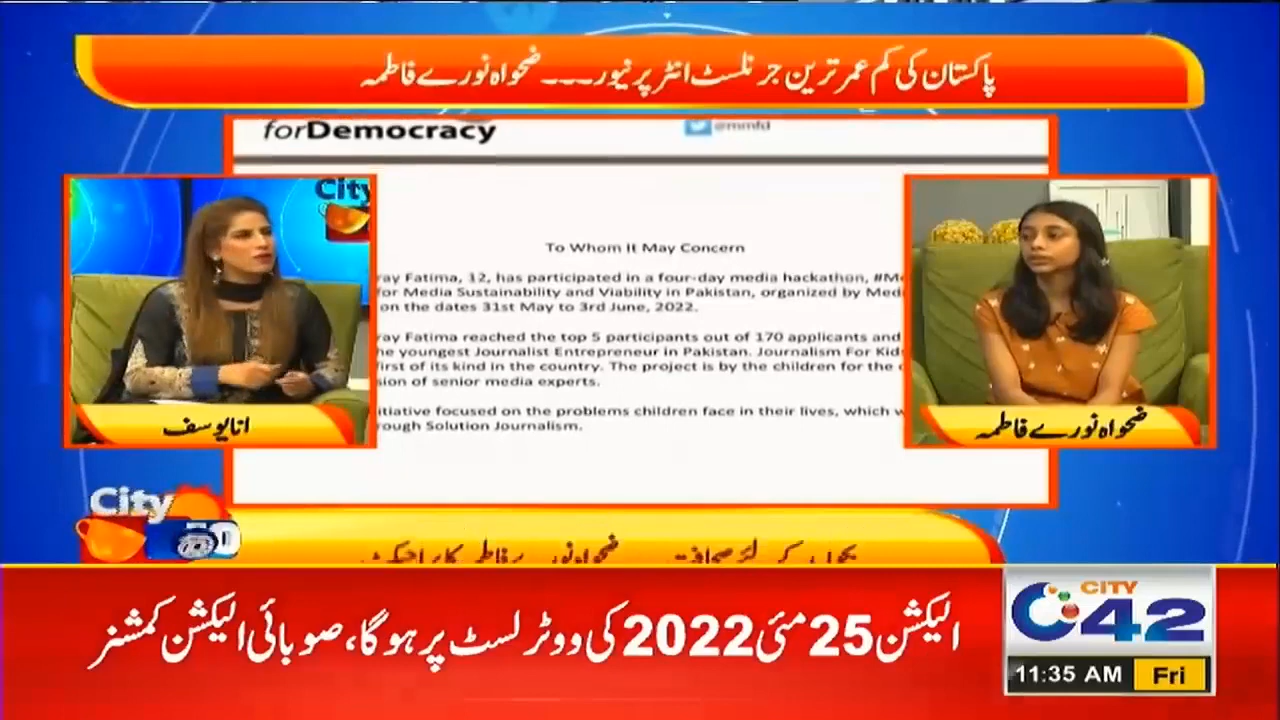 پاکستان کی کم عمر ترین جرنلسٹ انٹر پرنیور۔۔۔ضحواہ نورے فاطمہ
forDemocracy
@mmfd
City
To Whom It May Concern
ray Fatima, 12, has participated in a four-day media hackathon, #Me
for Media Sustainability and Viability in Pakistan, organized by Med
on the dates 31st May to 3rd June, 2022.
ray Fatima reached the top 5 participants out of 170 applicants and
he youngest Journalist Entrepreneur in Pakistan. Journalism For Kid
first of its kind in the country. The project is by the children for the
sion of senior media experts.
itiative focused on the problems children face in their lives, which w
rough Solution Journalism.
انا یوسف
ضحواہ نورے فاطمہ
City
الیکشن 25 مئی 2022 کی ووٹر لسٹ پر ہوگا، صوبائی الیکشن کمشنر
CITY
42
11:35 AM Fri